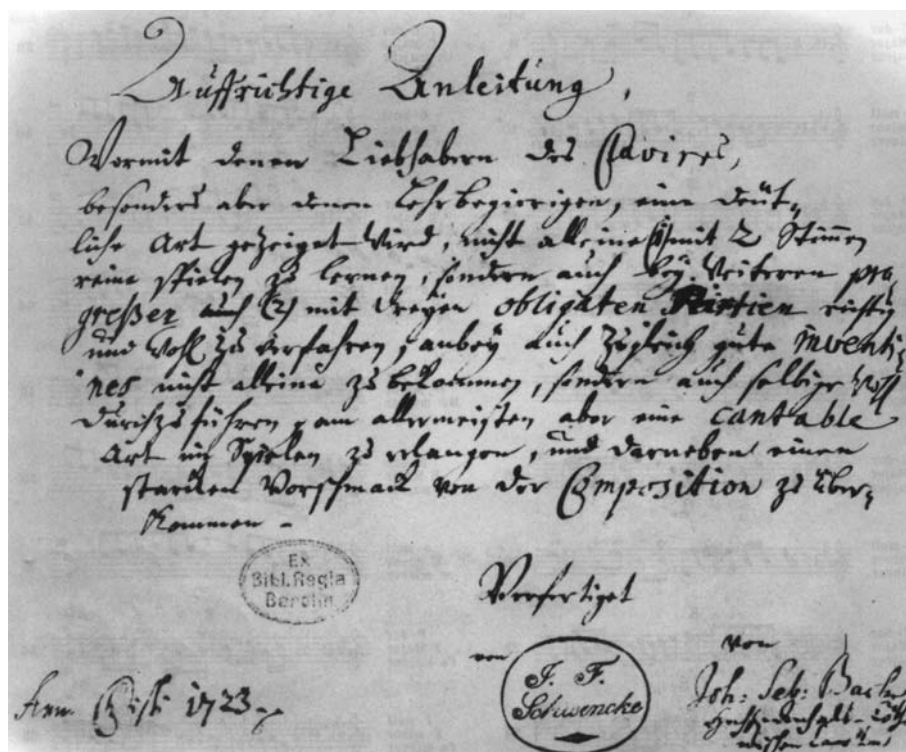 Auffrichtige Anleitung,
Wormit denen Liebhabern des Clavires,
besonders aber denen Lehrbegierigen, eine deüt-
liche Art gezeiget wird, nicht alleine (1) mit 2 Stimen
reine spielen zu lernen, sondern auch bey weiteren pro-
greßen auch (2) mit dreyen obligaten Partien richtig
und wohl zu verfahren, anbey auch zugleich gute inventi-
ones nicht alleine zu bekommen, sondern auch selbige wohl
durchzuführen, am allermeisten aber eine cantable
Art im Spielen zu erlangen, und darneben einen
starcken Vorschmack von der Composition zu über-
kommen.
Ex
Bibl. Regia
Berolin.
Verfertiget
von
J. F.
Schwencke
von
Joh: Seb: Bach
Anno Christi 1723.
Hochfürstlich